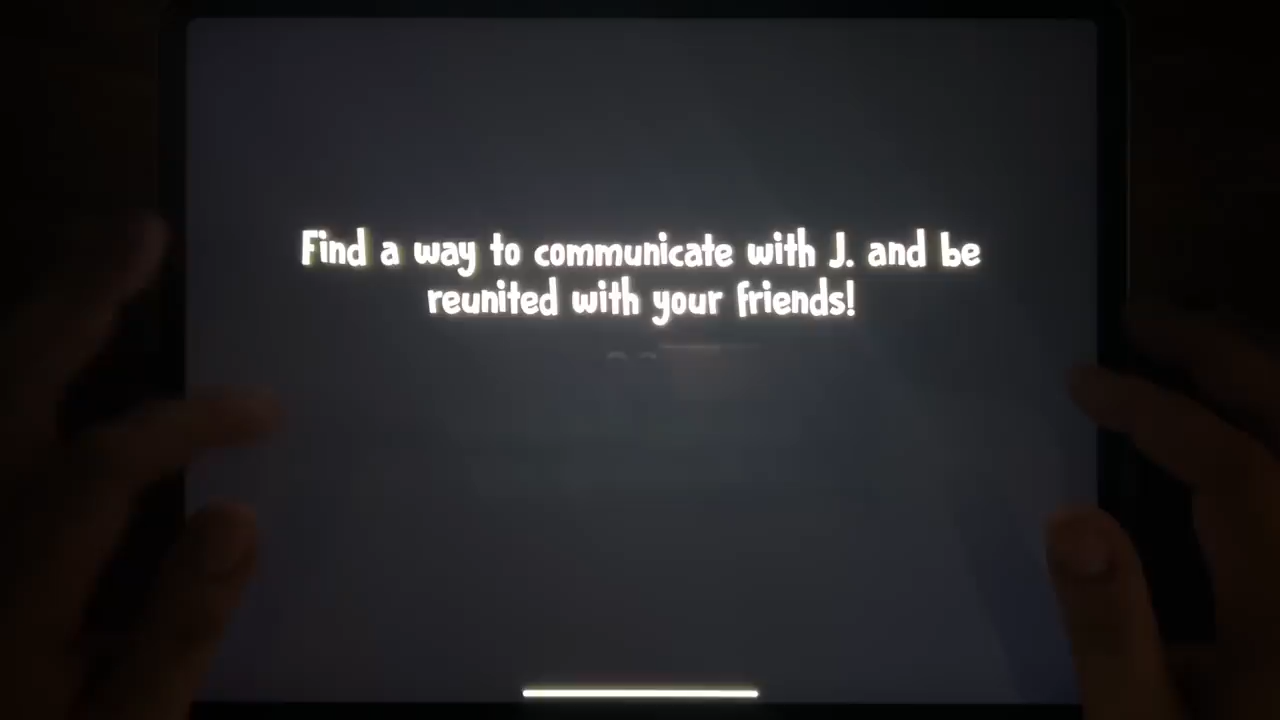 Find a way to communicate with J. and be
reunited with your friends!